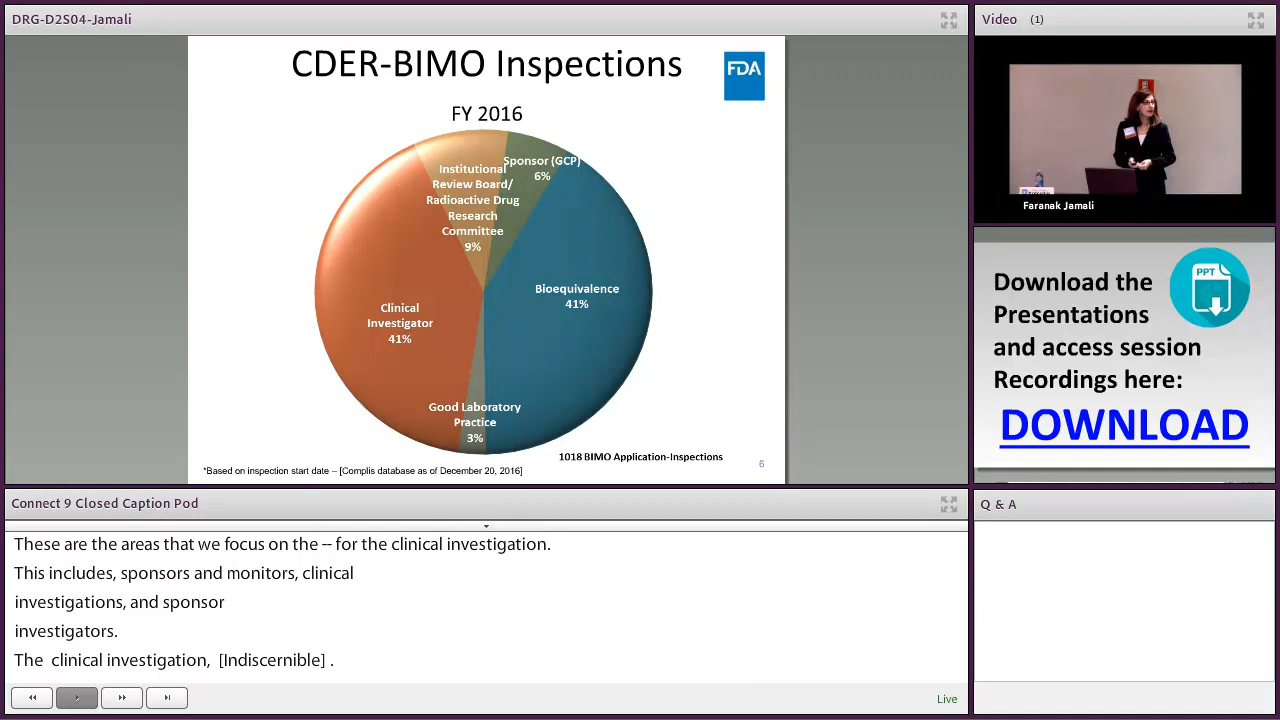 DRG-D2S04-Jamali
CDER-BIMO Inspections
FDA
FY 2016
Sponsor (GCP)
6%
Institutional
Review Board/
Radioactive Drug
Research
Committee
9%
Bioequivalence
41%
Clinical
Investigator
41%
Good Laboratory
Practice
3%
1018 BIMO Application-Inspections
6
*Based on inspection start date – [Complis database as of December 20, 2016]
Video (1)
Faranak Jamali
PPT
Download the
Presentations
and access session
Recordings here:
DOWNLOAD
Connect 9 Closed Caption Pod
These are the areas that we focus on the -- for the clinical investigation.
This includes, sponsors and monitors, clinical
investigations, and sponsor
investigators.
The clinical investigation, [Indiscernible] .
Live
Q & A